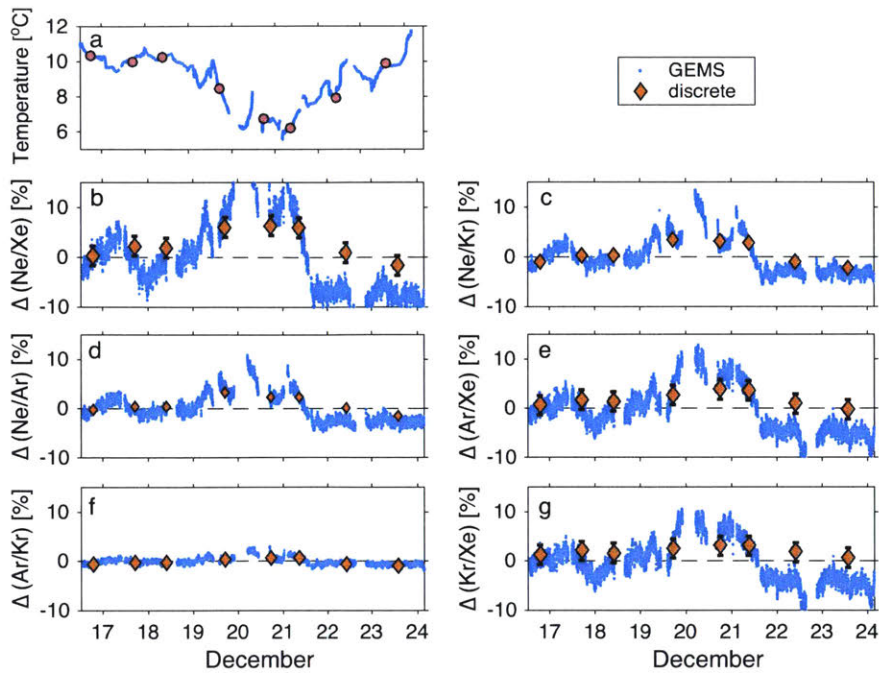 a
Temperature [°C]
12
10
8
6
GEMS
discrete
b
Δ (Ne/Xe) [%]
10
0
-10
c
Δ (Ne/Kr) [%]
10
0
-10
d
Δ (Ne/Ar) [%]
10
0
-10
e
Δ (Ar/Xe) [%]
10
0
-10
f
Δ (Ar/Kr) [%]
10
0
-10
17 18 19 20 21 22 23 24
December
g
Δ (Kr/Xe) [%]
10
0
-10
17 18 19 20 21 22 23 24
December